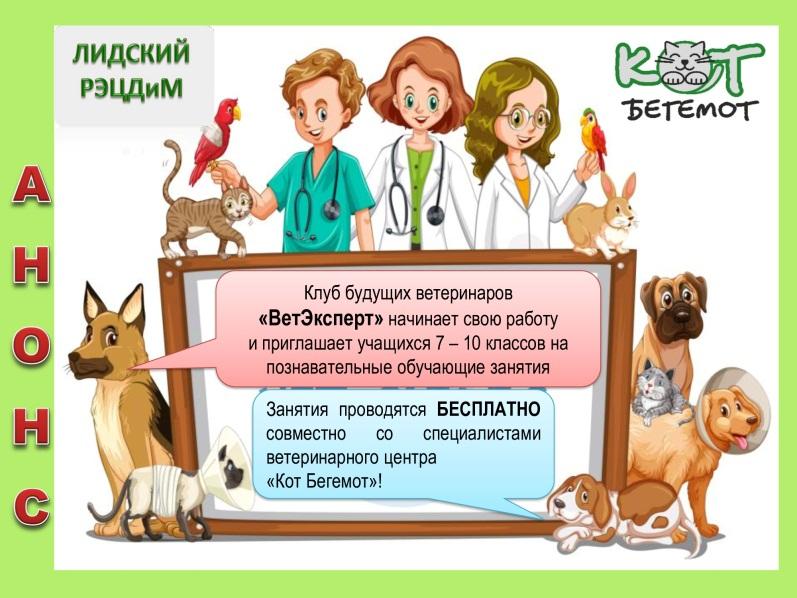 ЛИДСКИЙ
РЭЦДиМ
КОТ
БЕГЕМОТ
АНОНС
Клуб будущих ветеринаров
«ВетЭксперт» начинает свою работу
и приглашает учащихся 7 – 10 классов на
познавательные обучающие занятия
Занятия проводятся БЕСПЛАТНО
совместно со специалистами
ветеринарного центра
«Кот Бегемот»!